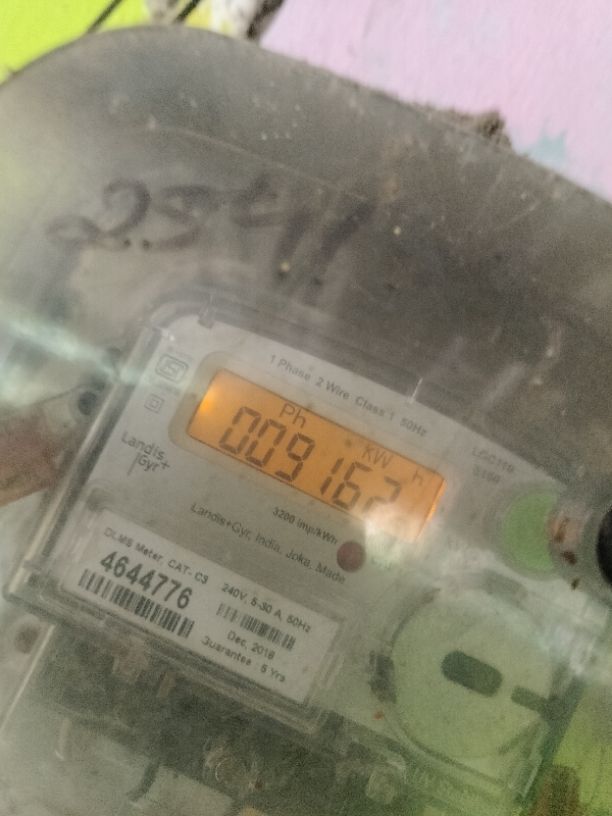 1 Phase 2 Wire Class 1 50Hz
Ph
kW h
009162
Landis+
Gyr+
3200 imp/kWh
Landis+Gyr, India, Joka, Made
DLMS Meter, CAT- C3
4644776
240V, 5-30 A, 50Hz
Dec, 2018
Guarantee 5 Yrs